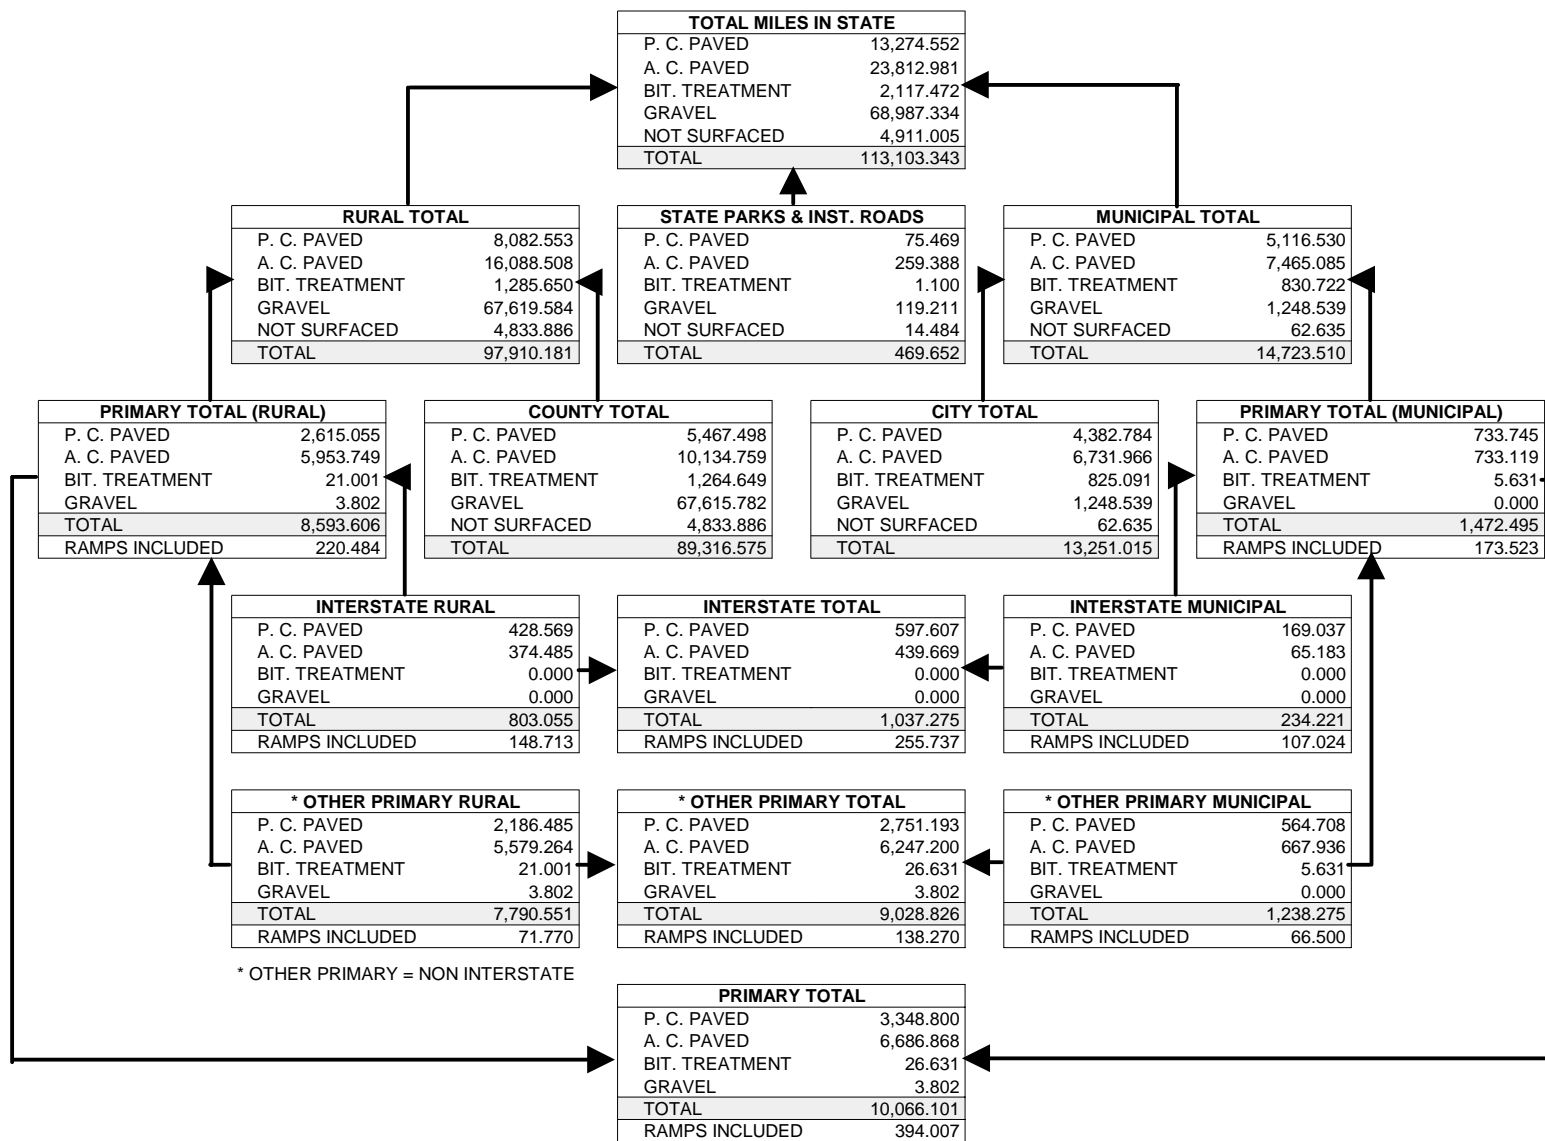 TOTAL MILES IN STATE
P. C. PAVED 13,274.552
A. C. PAVED 23,812.981
BIT. TREATMENT 2,117.472
GRAVEL 68,987.334
NOT SURFACED 4,911.005
TOTAL 113,103.343
RURAL TOTAL
P. C. PAVED 8,082.553
A. C. PAVED 16,088.508
BIT. TREATMENT 1,285.650
GRAVEL 67,619.584
NOT SURFACED 4,833.886
TOTAL 97,910.181
STATE PARKS & INST. ROADS
P. C. PAVED 75.469
A. C. PAVED 259.388
BIT. TREATMENT 1.100
GRAVEL 119.211
NOT SURFACED 14.484
TOTAL 469.652
MUNICIPAL TOTAL
P. C. PAVED 5,116.530
A. C. PAVED 7,465.085
BIT. TREATMENT 830.722
GRAVEL 1,248.539
NOT SURFACED 62.635
TOTAL 14,723.510
PRIMARY TOTAL (RURAL)
P. C. PAVED 2,615.055
A. C. PAVED 5,953.749
BIT. TREATMENT 21.001
GRAVEL 3.802
TOTAL 8,593.606
RAMPS INCLUDED 220.484
COUNTY TOTAL
P. C. PAVED 5,467.498
A. C. PAVED 10,134.759
BIT. TREATMENT 1,264.649
GRAVEL 67,615.782
NOT SURFACED 4,833.886
TOTAL 89,316.575
CITY TOTAL
P. C. PAVED 4,382.784
A. C. PAVED 6,731.966
BIT. TREATMENT 825.091
GRAVEL 1,248.539
NOT SURFACED 62.635
TOTAL 13,251.015
PRIMARY TOTAL (MUNICIPAL)
P. C. PAVED 733.745
A. C. PAVED 733.119
BIT. TREATMENT 5.631
GRAVEL 0.000
TOTAL 1,472.495
RAMPS INCLUDED 173.523
INTERSTATE RURAL
P. C. PAVED 428.569
A. C. PAVED 374.485
BIT. TREATMENT 0.000
GRAVEL 0.000
TOTAL 803.055
RAMPS INCLUDED 148.713
INTERSTATE TOTAL
P. C. PAVED 597.607
A. C. PAVED 439.669
BIT. TREATMENT 0.000
GRAVEL 0.000
TOTAL 1,037.275
RAMPS INCLUDED 255.737
INTERSTATE MUNICIPAL
P. C. PAVED 169.037
A. C. PAVED 65.183
BIT. TREATMENT 0.000
GRAVEL 0.000
TOTAL 234.221
RAMPS INCLUDED 107.024
* OTHER PRIMARY RURAL
P. C. PAVED 2,186.485
A. C. PAVED 5,579.264
BIT. TREATMENT 21.001
GRAVEL 3.802
TOTAL 7,790.551
RAMPS INCLUDED 71.770
* OTHER PRIMARY TOTAL
P. C. PAVED 2,751.193
A. C. PAVED 6,247.200
BIT. TREATMENT 26.631
GRAVEL 3.802
TOTAL 9,028.826
RAMPS INCLUDED 138.270
* OTHER PRIMARY MUNICIPAL
P. C. PAVED 564.708
A. C. PAVED 667.936
BIT. TREATMENT 5.631
GRAVEL 0.000
TOTAL 1,238.275
RAMPS INCLUDED 66.500
* OTHER PRIMARY = NON INTERSTATE
PRIMARY TOTAL
P. C. PAVED 3,348.800
A. C. PAVED 6,686.868
BIT. TREATMENT 26.631
GRAVEL 3.802
TOTAL 10,066.101
RAMPS INCLUDED 394.007